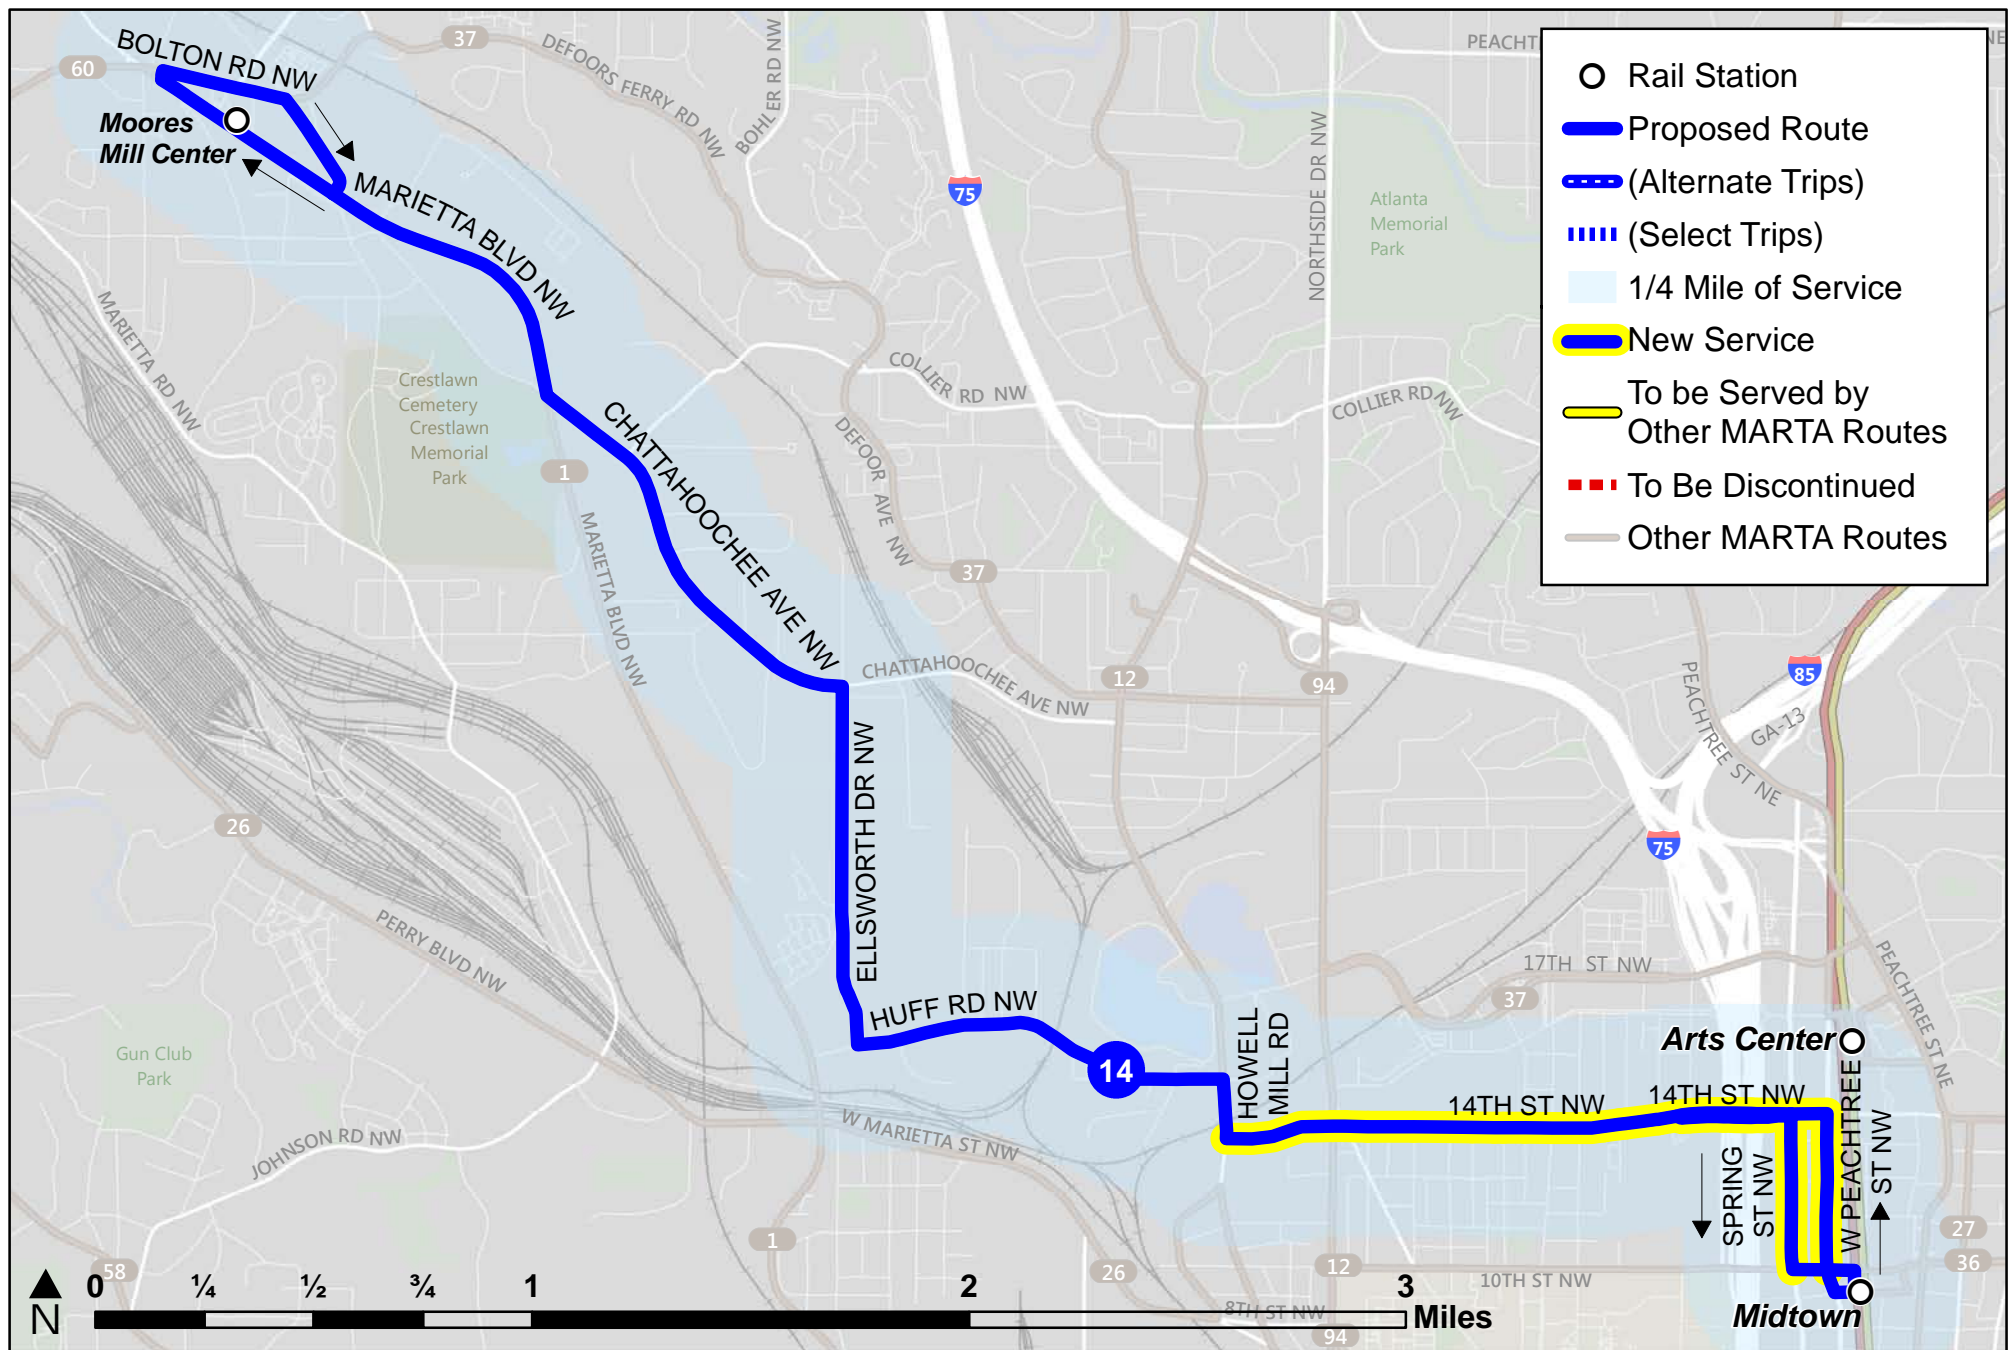 BOLTON RD NW
60
37
DEFOORS FERRY RD NW
BOHLER RD NW
Moores
Mill Center
MARIETTA BLVD NW
MARIETTA RD NW
75
NORTHSIDE DR NW
Atlanta
Memorial
Park
PEACHT
NE
Rail Station
Proposed Route
(Alternate Trips)
(Select Trips)
1/4 Mile of Service
New Service
To be Served by
Other MARTA Routes
To Be Discontinued
Other MARTA Routes
Crestlawn
Cemetery
Crestlawn
Memorial
Park
1
CHATTAHOOCHEE AVE NW
COLLIER RD NW
COLLIER RD NW
DEFOOR AVE NW
37
MARIETTA BLVD NW
CHATTAHOOCHEE AVE NW
12
94
PEACHTREE ST NE
85
GA-13
75
26
ELLSWORTH DR NW
PERRY BLVD NW
HUFF RD NW
17TH ST NW
37
PEACHTREE ST NE
Gun Club
Park
14
HOWELL
MILL RD
Arts Center
14TH ST NW
14TH ST NW
W MARIETTA ST NW
JOHNSON RD NW
SPRING
ST NW
W PEACHTREE
ST NW
1
26
12
10TH ST NW
27
36
58
8TH ST NW
94
Midtown
N
0 ¼ ½ ¾ 1 2 3
Miles